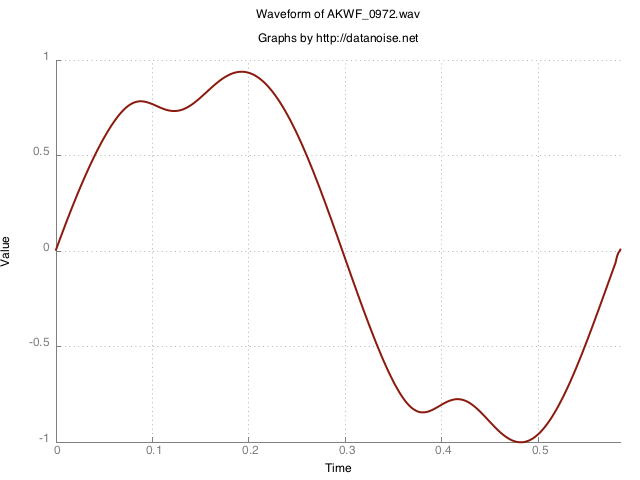 Waveform of AKWF_0972.wav
Graphs by http://datanoise.net
1
0.5
0
-0.5
-1
Value
0 0.1 0.2 0.3 0.4 0.5
Time